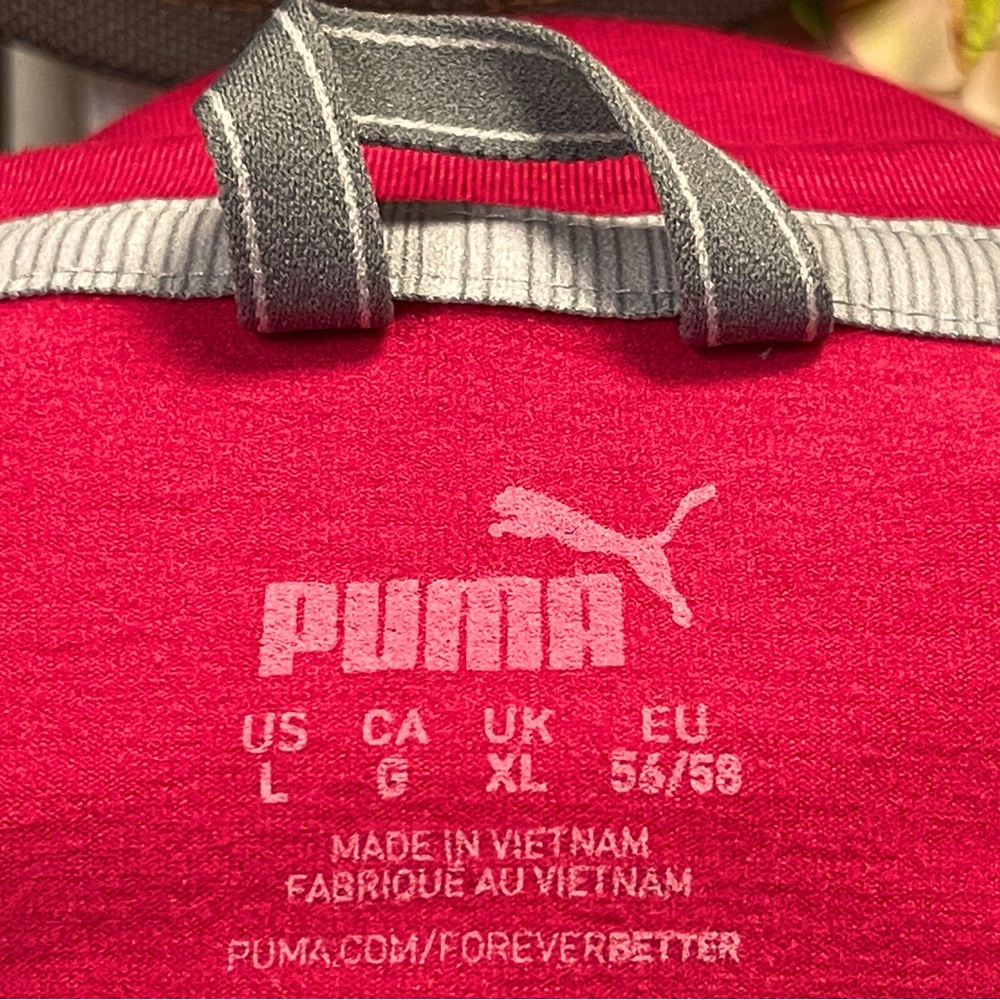 PUMA
US CA UK EU
L G XL 56/58
MADE IN VIETNAM
FABRIQUÉ AU VIETNAM
PUMA.COM/FOREVERBETTER